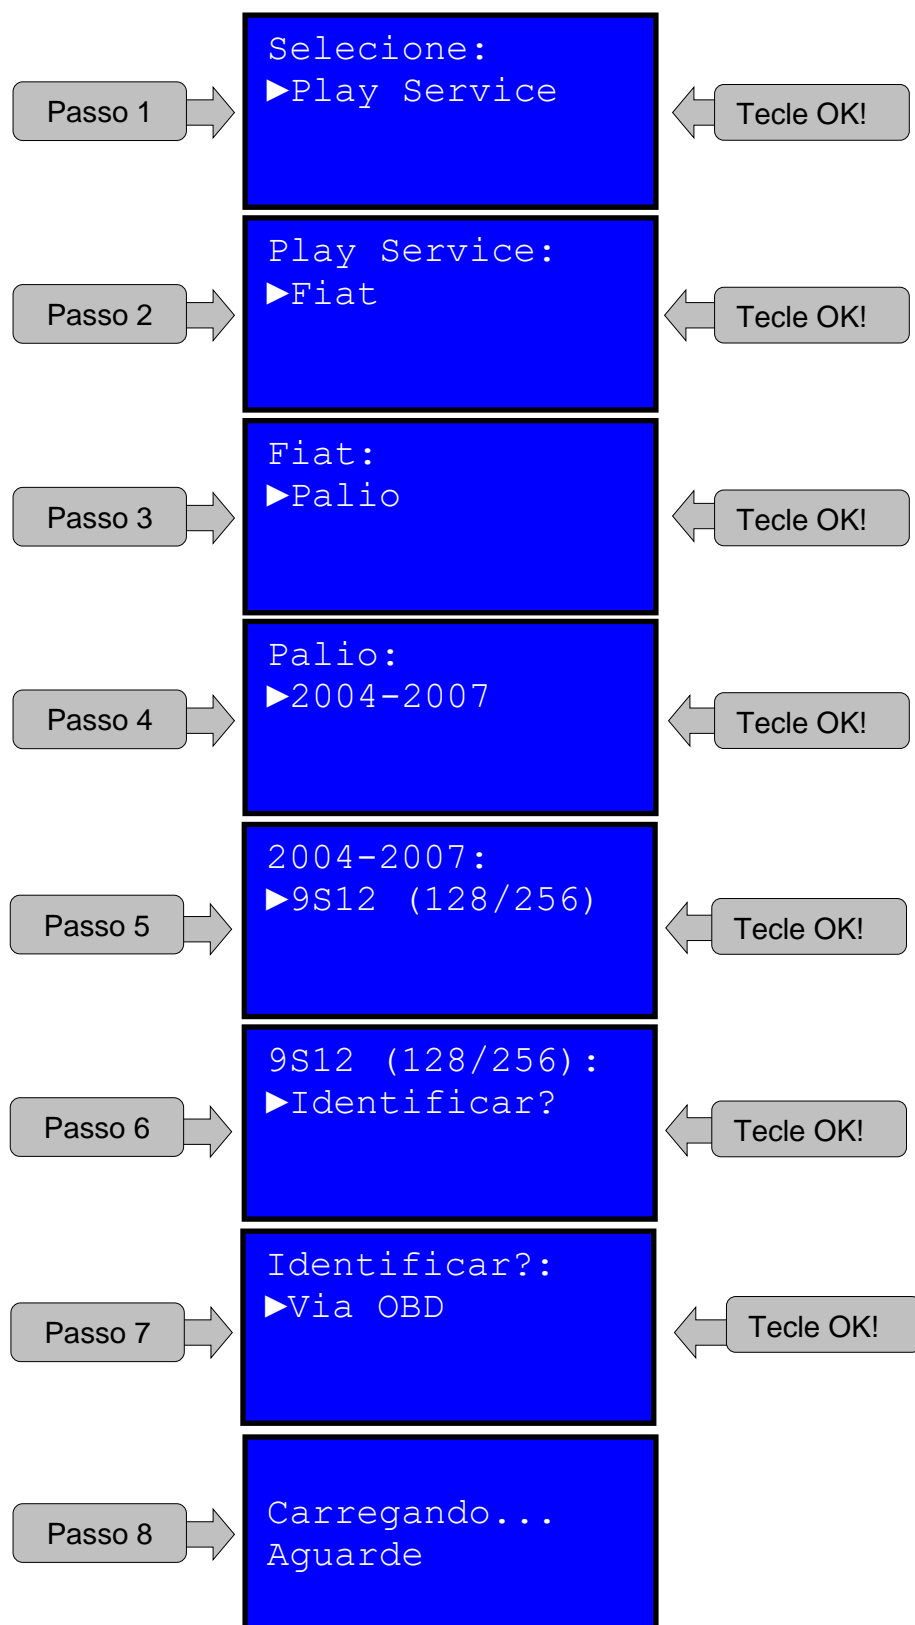 Selecione:
Passo 1
►Play Service
Tecle OK!
Play Service:
Passo 2
►Fiat
Tecle OK!
Fiat:
Passo 3
►Palio
Tecle OK!
Palio:
Passo 4
►2004-2007
Tecle OK!
2004-2007:
Passo 5
►9S12 (128/256)
Tecle OK!
9S12 (128/256):
Passo 6
►Identificar?
Tecle OK!
Identificar?:
Passo 7
►Via OBD
Tecle OK!
Passo 8
Carregando...
Aguarde